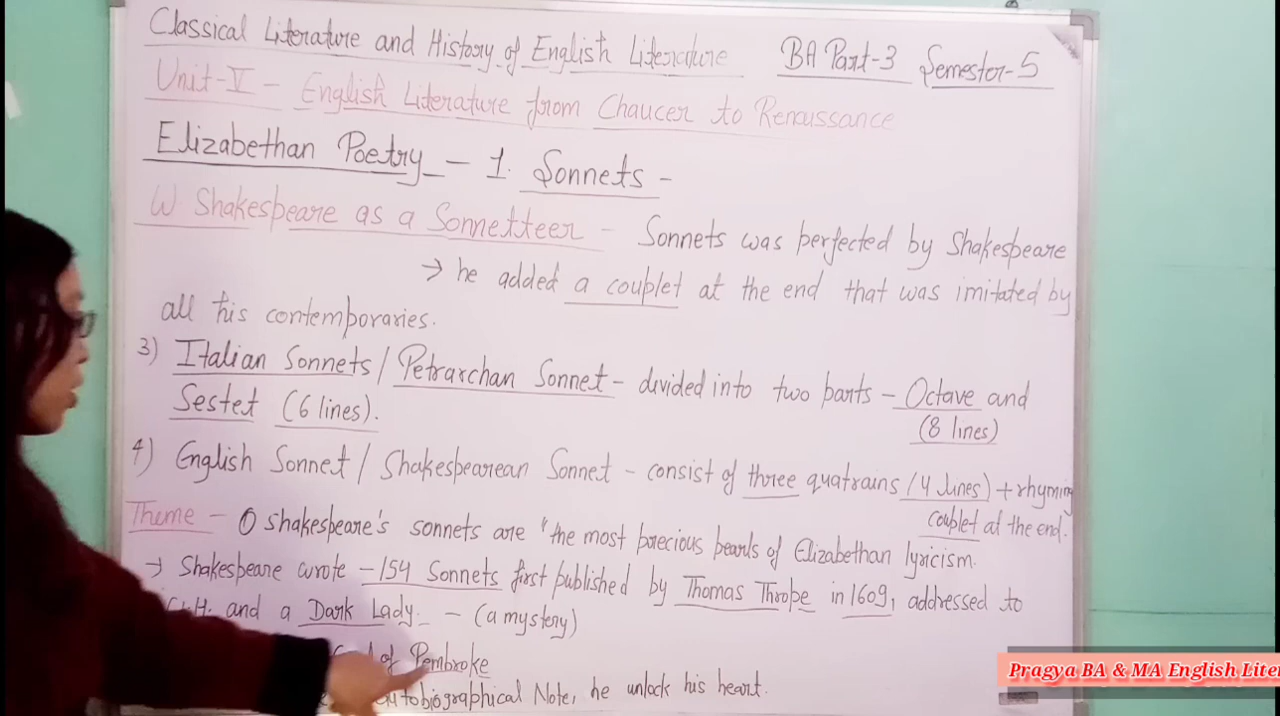 Classical Literature and History of English Literature BA Part-3 Semester-5
Unit-V - English Literature from Chaucer to Renaissance
Elizabethan Poetry - 1. Sonnets -
W Shakespeare as a Sonnetteer - Sonnets was perfected by Shakespeare
→ he added a couplet at the end that was imitated by
all his contemporaries.
3) Italian Sonnets / Petrarchan Sonnet - divided into two parts - Octave and
(8 lines)
Sestet (6 lines).
4) English Sonnet / Shakespearean Sonnet - consist of three quatrains (4 lines) + rhyming
couplet at the end.
Theme - Shakespeare's sonnets are "the most precious pearls of Elizabethan lyricism.
→ Shakespeare wrote - 154 Sonnets first published by Thomas Thrope in 1609, addressed to
and a Dark Lady. - (a mystery)
of Pembroke
Autobiographical Note, he unlock his heart.
Pragya BA & MA English Liter